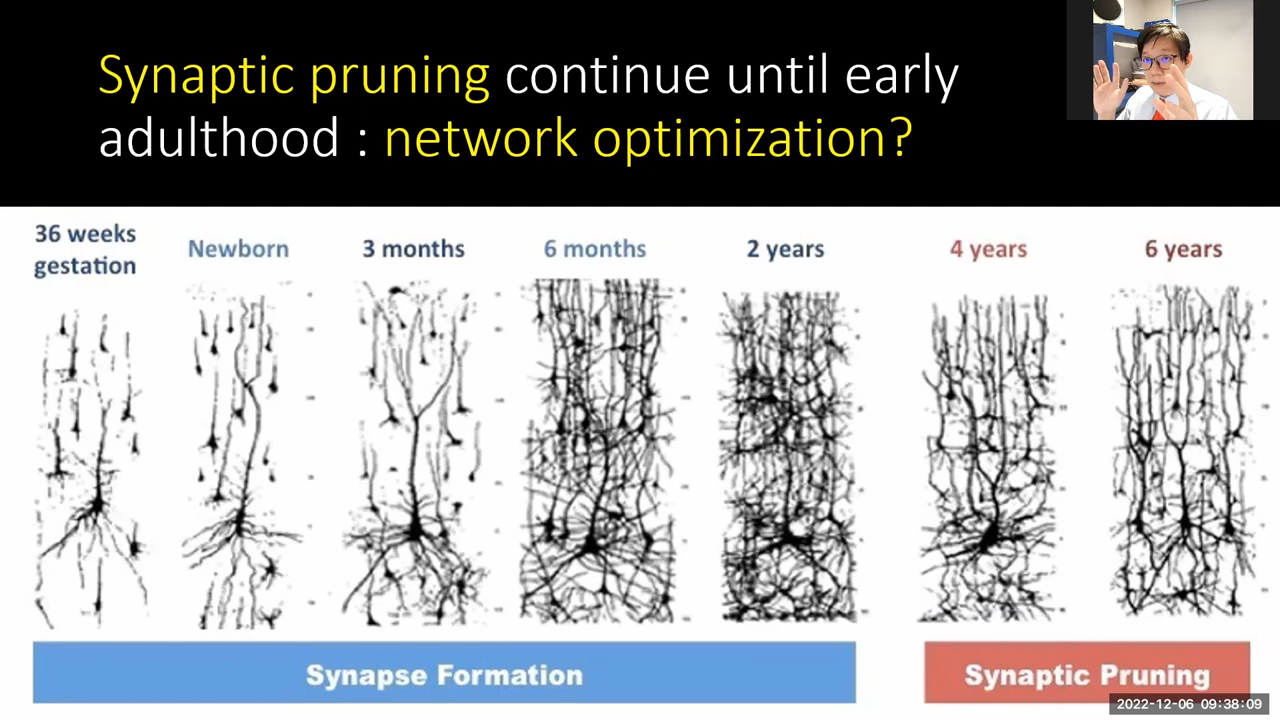 Synaptic pruning continue until early
adulthood : network optimization?
36 weeks
gestation
Newborn
3 months
6 months
2 years
4 years
6 years
Synapse Formation
Synaptic Pruning
2022-12-06 09:38:09